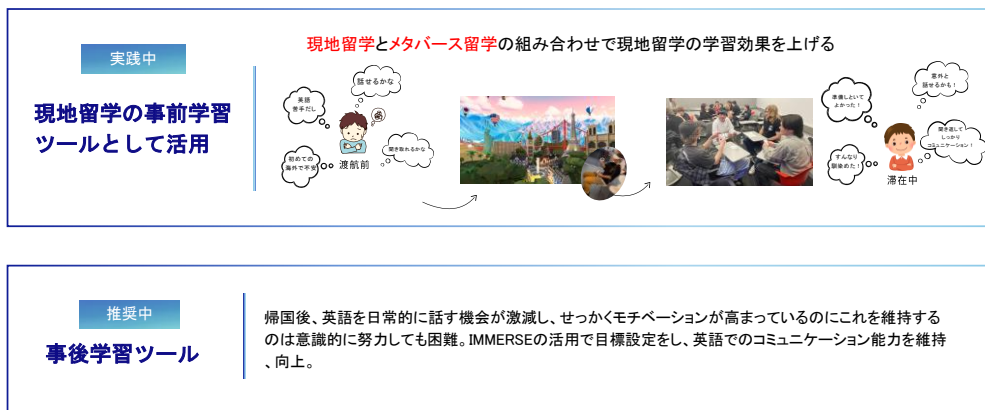 実践中
現地留学の事前学習
ツールとして活用
現地留学とメタバース留学の組み合わせで現地留学の学習効果を上げる
話せるかな
英語
苦手だし
聞き取れるかな
初めての
海外で不安
渡航前
意外と
話せるかも！
準備しといて
よかった！
聞き返して
しっかり
コミュニケーション！
すんなり
馴染めた！
滞在中
推奨中
事後学習ツール
帰国後、英語を日常的に話す機会が激減し、せっかくモチベーションが高まっているのにこれを維持する
のは意識的に努力しても困難。IMMERSEの活用で目標設定をし、英語でのコミュニケーション能力を維持
、向上。